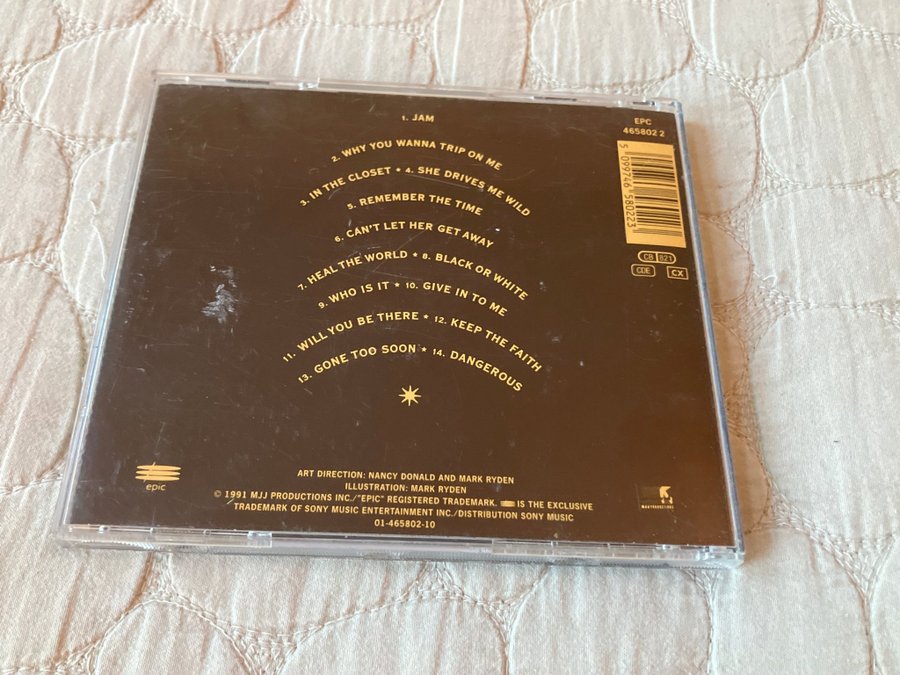 1. JAM
2. WHY YOU WANNA TRIP ON ME
3. IN THE CLOSET ★ 4. SHE DRIVES ME WILD
5. REMEMBER THE TIME
6. CAN'T LET HER GET AWAY
7. HEAL THE WORLD ★ 8. BLACK OR WHITE
9. WHO IS IT ★ 10. GIVE IN TO ME
11. WILL YOU BE THERE ★ 12. KEEP THE FAITH
13. GONE TOO SOON ★ 14. DANGEROUS
EPC
465802 2
5 099746 580223
CB 821
CDE CX
epic
ART DIRECTION: NANCY DONALD AND MARK RYDEN
ILLUSTRATION: MARK RYDEN
© 1991 MJJ PRODUCTIONS INC./"EPIC" REGISTERED TRADEMARK. IS THE EXCLUSIVE
TRADEMARK OF SONY MUSIC ENTERTAINMENT INC./DISTRIBUTION SONY MUSIC
01-465802-10